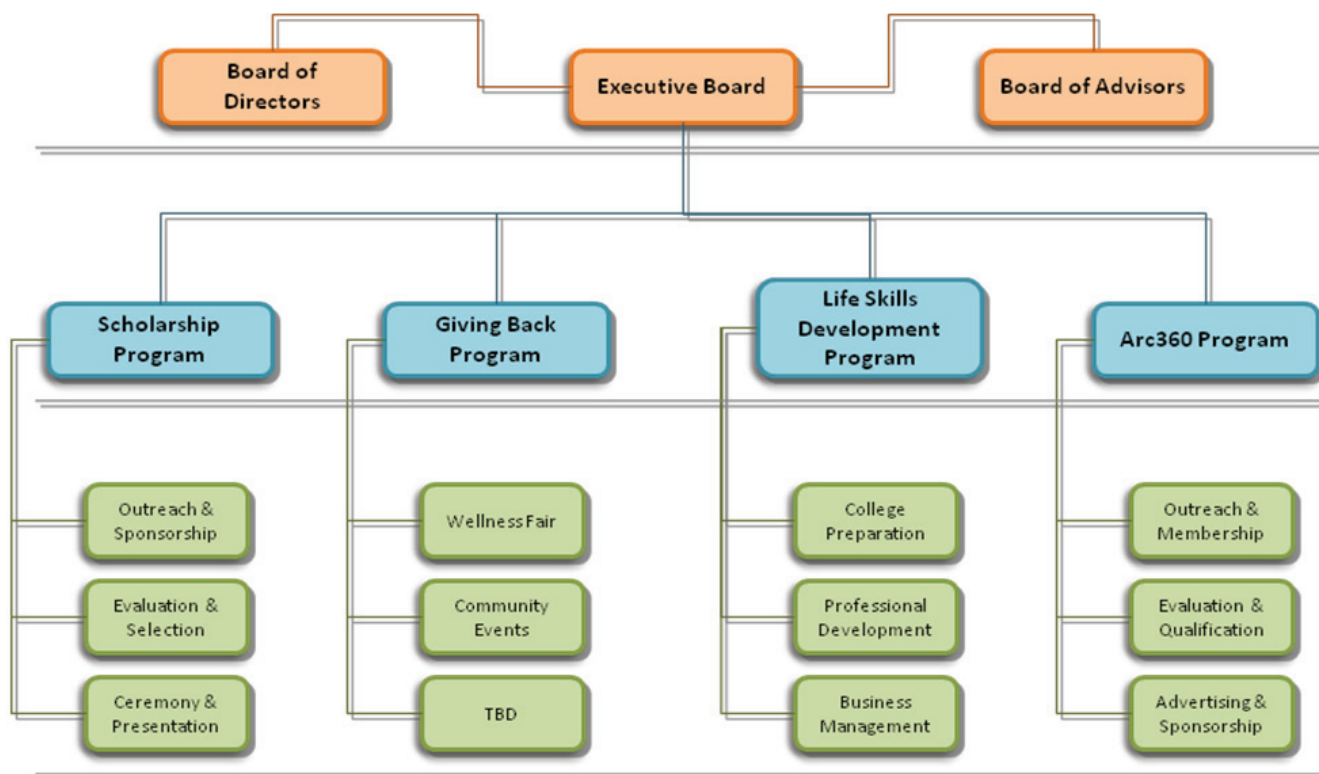 Board of
Directors
Executive Board
Board of Advisors
Scholarship
Program
Giving Back
Program
Life Skills
Development
Program
Arc360 Program
Outreach &
Sponsorship
Evaluation &
Selection
Ceremony &
Presentation
Wellness Fair
Community
Events
TBD
College
Preparation
Professional
Development
Business
Management
Outreach &
Membership
Evaluation &
Qualification
Advertising &
Sponsorship